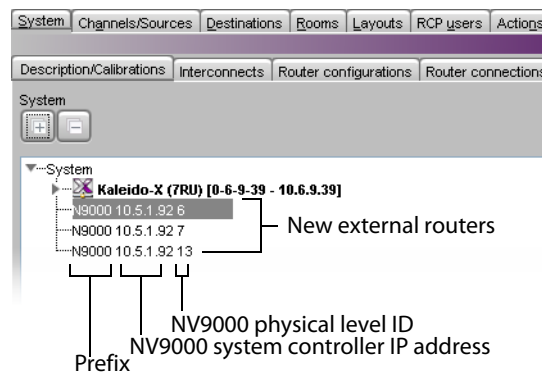 System Channels/Sources Destinations Rooms Layouts RCP users Actions
Description/Calibrations Interconnects Router configurations Router connections
System
System
Kaleido-X (7RU) [0-6-9-39 - 10.6.9.39]
N9000 10.5.1.92 6
N9000 10.5.1.92 7
N9000 10.5.1.92 13
New external routers
NV9000 physical level ID
NV9000 system controller IP address
Prefix